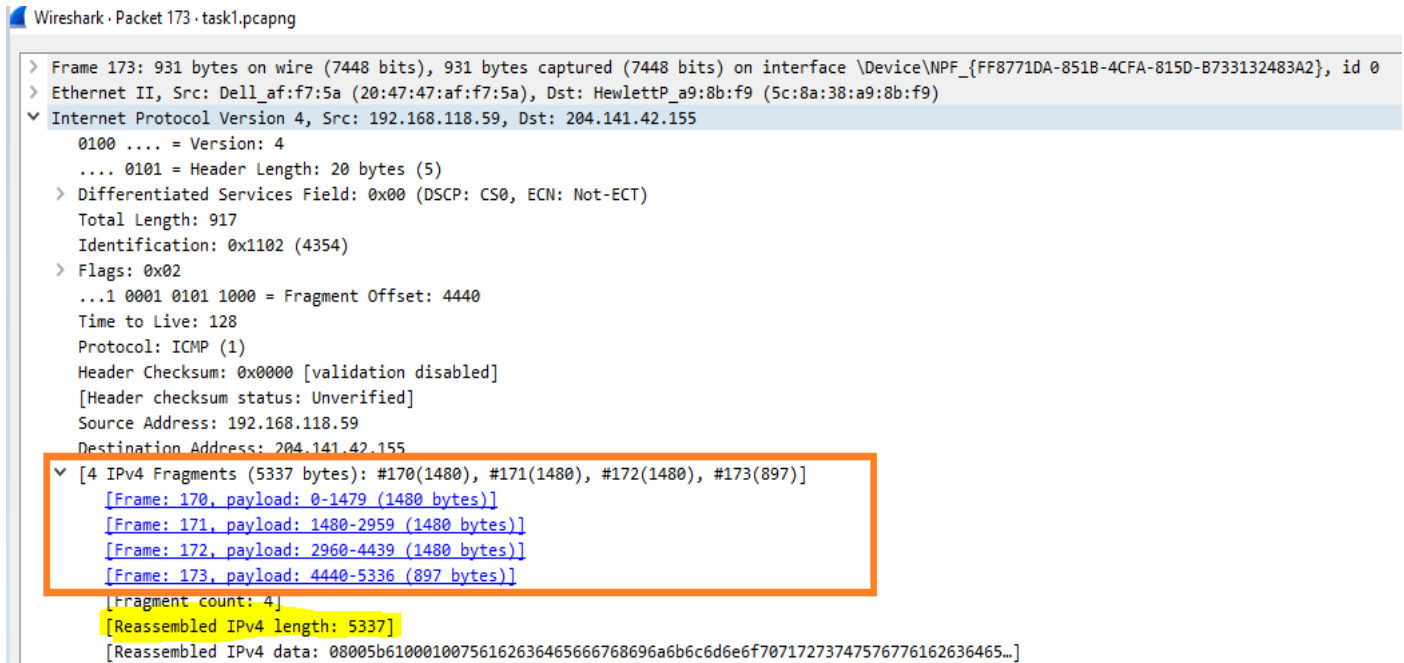 Wireshark · Packet 173 · task1.pcapng
Frame 173: 931 bytes on wire (7448 bits), 931 bytes captured (7448 bits) on interface \Device\NPF_{FF8771DA-851B-4CFA-815D-B733132483A2}, id 0
Ethernet II, Src: Dell_af:f7:5a (20:47:47:af:f7:5a), Dst: HewlettP_a9:8b:f9 (5c:8a:38:a9:8b:f9)
Internet Protocol Version 4, Src: 192.168.118.59, Dst: 204.141.42.155
0100 .... = Version: 4
.... 0101 = Header Length: 20 bytes (5)
Differentiated Services Field: 0x00 (DSCP: CS0, ECN: Not-ECT)
Total Length: 917
Identification: 0x1102 (4354)
Flags: 0x02
...1 0001 0101 1000 = Fragment Offset: 4440
Time to Live: 128
Protocol: ICMP (1)
Header Checksum: 0x0000 [validation disabled]
[Header checksum status: Unverified]
Source Address: 192.168.118.59
Destination Address: 204.141.42.155
[4 IPv4 Fragments (5337 bytes): #170(1480), #171(1480), #172(1480), #173(897)]
[Frame: 170, payload: 0-1479 (1480 bytes)]
[Frame: 171, payload: 1480-2959 (1480 bytes)]
[Frame: 172, payload: 2960-4439 (1480 bytes)]
[Frame: 173, payload: 4440-5336 (897 bytes)]
[Fragment count: 4]
[Reassembled IPv4 length: 5337]
[Reassembled IPv4 data: 08005b61000100756162636465666768696a6b6c6d6e6f7071727374757677616263646​5…]